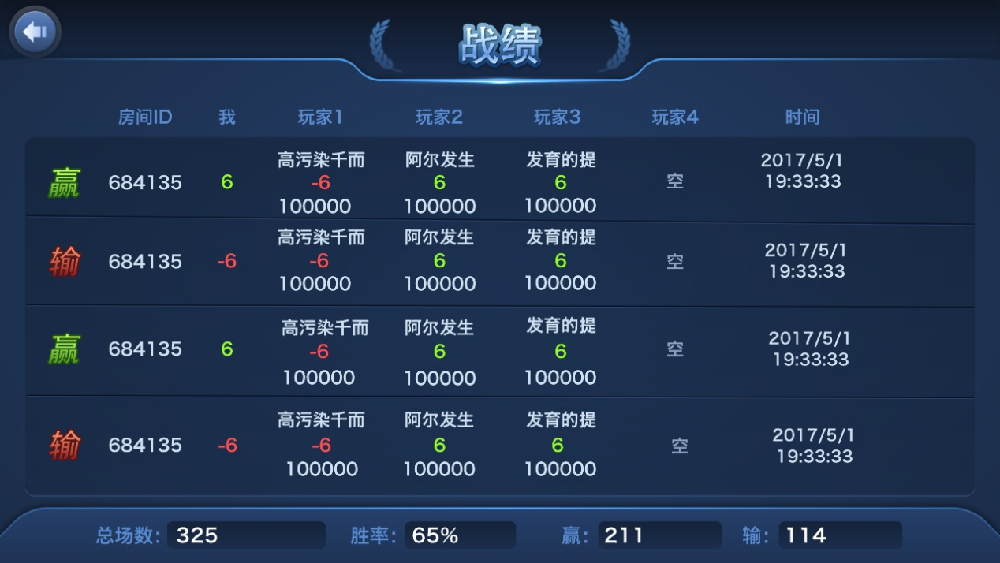 战绩
房间ID 我 玩家1 玩家2 玩家3 玩家4 时间
高污染千而 阿尔发生 发育的提 2017/5/1
赢 684135 6 -6 6 6 空 19:33:33
100000 100000 100000
高污染千而 阿尔发生 发育的提 2017/5/1
输 684135 -6 -6 6 6 空 19:33:33
100000 100000 100000
高污染千而 阿尔发生 发育的提 2017/5/1
赢 684135 6 -6 6 6 空 19:33:33
100000 100000 100000
高污染千而 阿尔发生 发育的提 2017/5/1
输 684135 -6 -6 6 6 空 19:33:33
100000 100000 100000
总场数: 325 胜率: 65% 赢: 211 输: 114